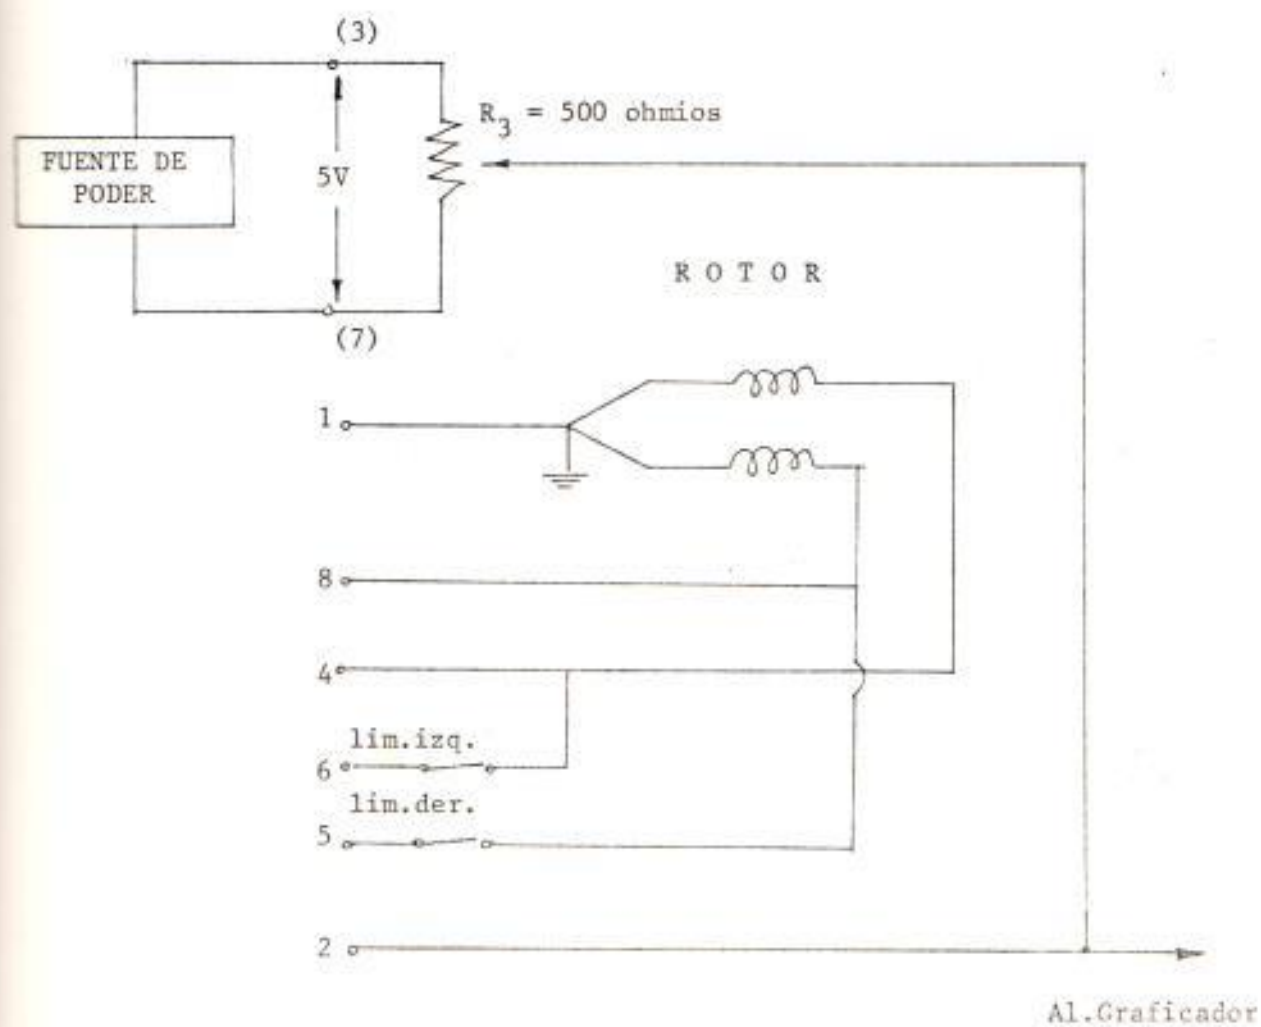 (3)
R3 = 500 ohmios
FUENTE DE
PODER
5V
R O T O R
(7)
1
8
4
lim.izq.
6
lim.der.
5
2
Al.Graficador